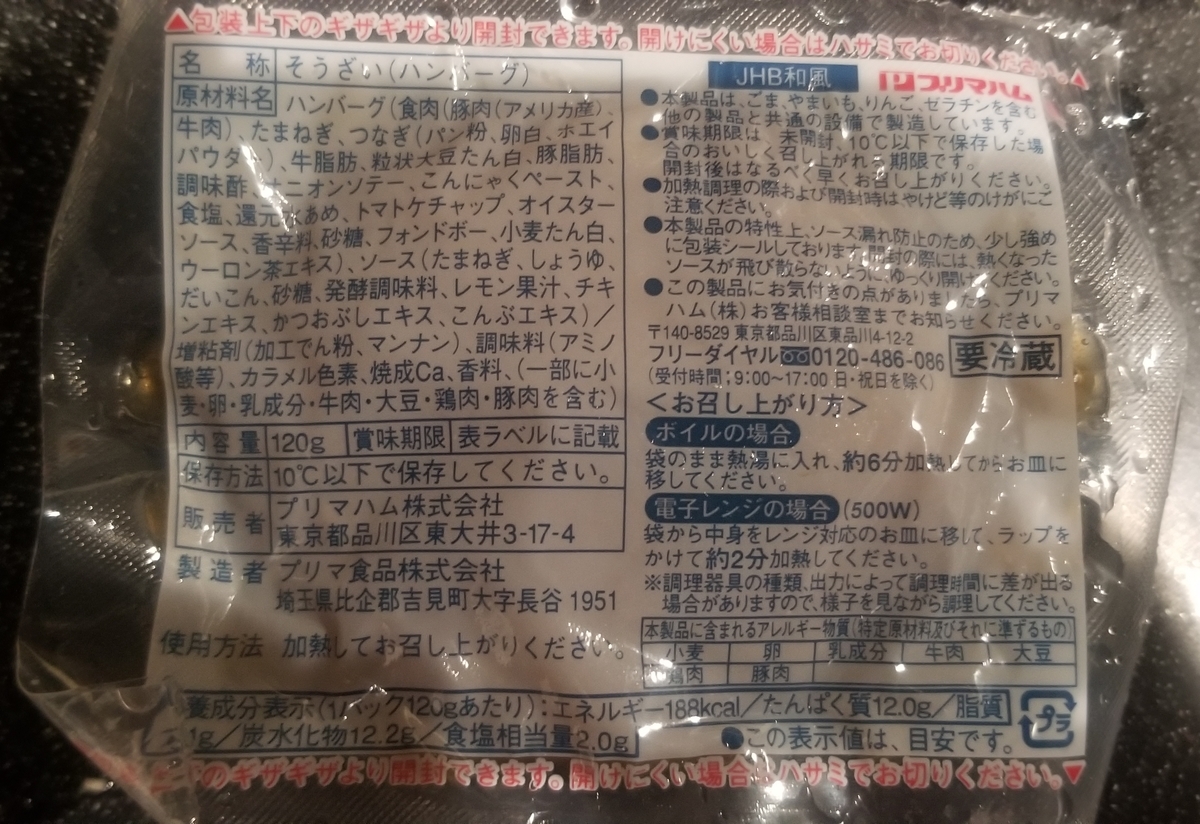 ▲包装上下のギザギザより開封できます。開けにくい場合はハサミでお切りください。▲
名称 そうざい(ハンバーグ)
原材料名 ハンバーグ(食肉(豚肉(アメリカ産)、
牛肉)、たまねぎ、つなぎ(パン粉、卵白、ホエイ
パウダー)、牛脂肪、粒状大豆たん白、豚脂肪、
調味酢、オニオンソテー、こんにゃくペースト、
食塩、還元水あめ、トマトケチャップ、オイスター
ソース、香辛料、砂糖、フォンドボー、小麦たん白、
ウーロン茶エキス)、ソース(たまねぎ、しょうゆ、
だいこん、砂糖、発酵調味料、レモン果汁、チキ
ンエキス、かつおぶしエキス、こんぶエキス)/
増粘剤(加工でん粉、マンナン)、調味料(アミノ
酸等)、カラメル色素、焼成Ca、香料、(一部に小
麦・卵・乳成分・牛肉・大豆・鶏肉・豚肉を含む)
内容量 120g 賞味期限 表ラベルに記載
保存方法 10℃以下で保存してください。
販売者 プリマハム株式会社
東京都品川区東大井3-17-4
製造者 プリマ食品株式会社
埼玉県比企郡吉見町大字長谷1951
使用方法 加熱してお召し上がりください。
JHB和風 プリマハム
●本製品は、ごま、やまいも、りんご、ゼラチンを含む
他の製品と共通の設備で製造しています。
●賞味期限は、未開封、10℃以下で保存した場
合のおいしく召し上がれる期限です。
開封後はなるべく早くお召し上がりください。
●加熱調理の際および開封時はやけど等のけがにご
注意ください。
●本製品の特性上、ソース漏れ防止のため、少し強め
に包装シールしております。開封の際には、熱くなった
ソースが飛び散らないように、ゆっくり開けてください。
●この製品にお気付きの点がありましたら、プリマ
ハム(株)お客様相談室までお知らせください。
〒140-8529 東京都品川区東品川4-12-2
フリーダイヤル 0120-486-086
(受付時間;9:00~17:00 日・祝日を除く)
要冷蔵
<お召し上がり方>
ボイルの場合
袋のまま熱湯に入れ、約6分加熱してからお皿に
移してください。
電子レンジの場合 (500W)
袋から中身をレンジ対応のお皿に移して、ラップを
かけて約2分加熱してください。
※調理器具の種類、出力によって調理時間に差が出る
場合がありますので、様子を見ながら調理してください。
本製品に含まれるアレルギー物質(特定原材料及びそれに準ずるもの)
小麦 卵 乳成分 牛肉 大豆
鶏肉 豚肉
養成分表示(1パック120gあたり):エネルギー188kcal/たんぱく質12.0g/脂質
1g/炭水化物12.2g/食塩相当量2.0g ●この表示値は、目安です。
プラ
のギザギザより開封できます。開けにくい場合はハサミでお切りください。▼